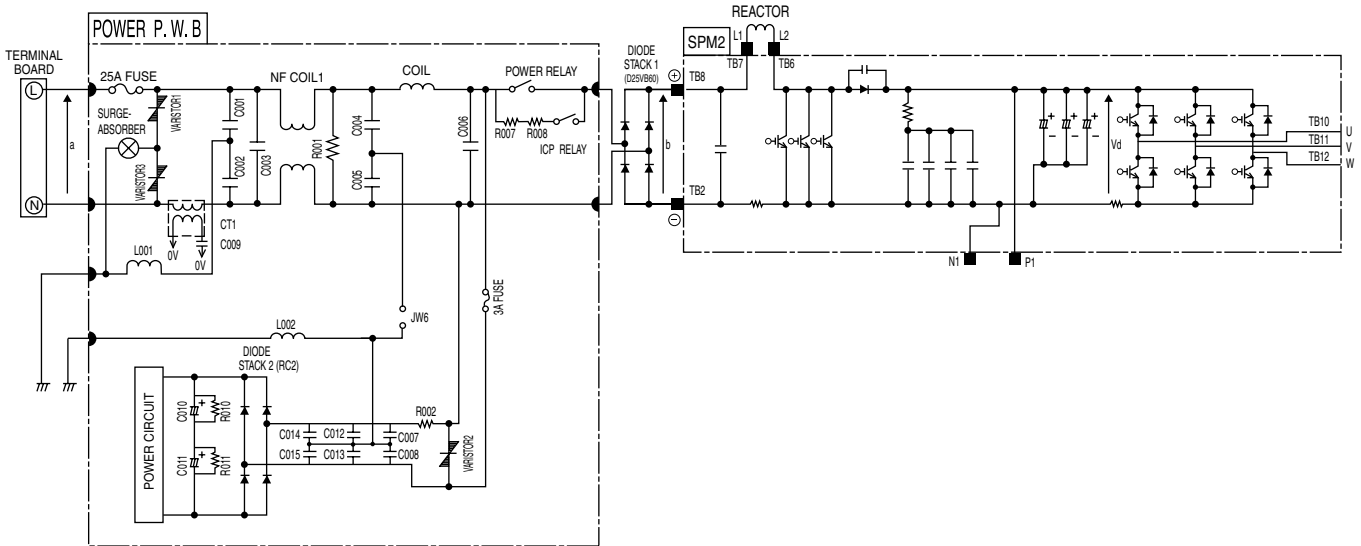 POWER P. W. B
REACTOR
L1
L2
SPM2
TB7
TB6
TERMINAL
BOARD
25A FUSE
NF COIL1
COIL
POWER RELAY
DIODE
STACK 1
(D25VB60)
+
TB8
L
a
SURGE-
ABSORBER
VARISTOR1
VARISTOR3
C001
C002
C003
R001
C004
C005
C006
R007
R008
ICP RELAY
b
Vd
TB10
U
TB11
V
TB12
W
N
CT1
C009
0V
0V
TB2
−
L001
N1
P1
3A FUSE
JW6
L002
DIODE
STACK 2 (RC2)
POWER CIRCUIT
C010
+
R010
C011
+
R011
R002
C014
C012
C007
C015
C013
C008
VARISTOR2
+
−
+
−
+
−